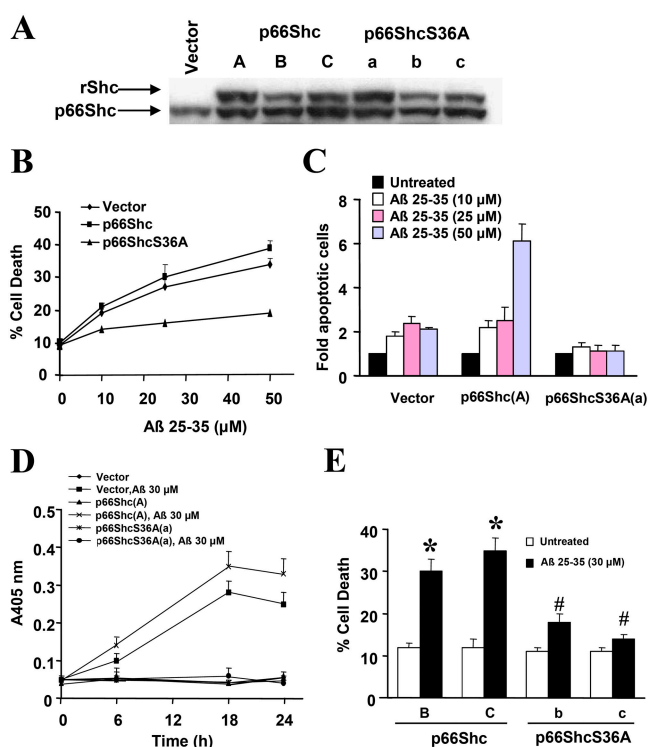 A
Vector
p66Shc
p66ShcS36A
A B C a b c
rShc
p66Shc
B
Vector
p66Shc
p66ShcS36A
% Cell Death
50
40
30
20
10
0
0 10 20 30 40 50
Aß 25-35 (µM)
C
Untreated
Aß 25-35 (10 µM)
Aß 25-35 (25 µM)
Aß 25-35 (50 µM)
Fold apoptotic cells
8
6
4
2
0
Vector p66Shc(A) p66ShcS36A(a)
D
Vector
Vector,Aß 30 µM
p66Shc(A)
p66Shc(A), Aß 30 µM
p66ShcS36A(a)
p66ShcS36A(a), Aß 30 µM
A405 nm
0.5
0.4
0.3
0.2
0.1
0.0
0 6 12 18 24
Time (h)
E
Untreated
Aß 25-35 (30 µM)
% Cell Death
40
30
20
10
0
* * # #
B C b c
p66Shc p66ShcS36A